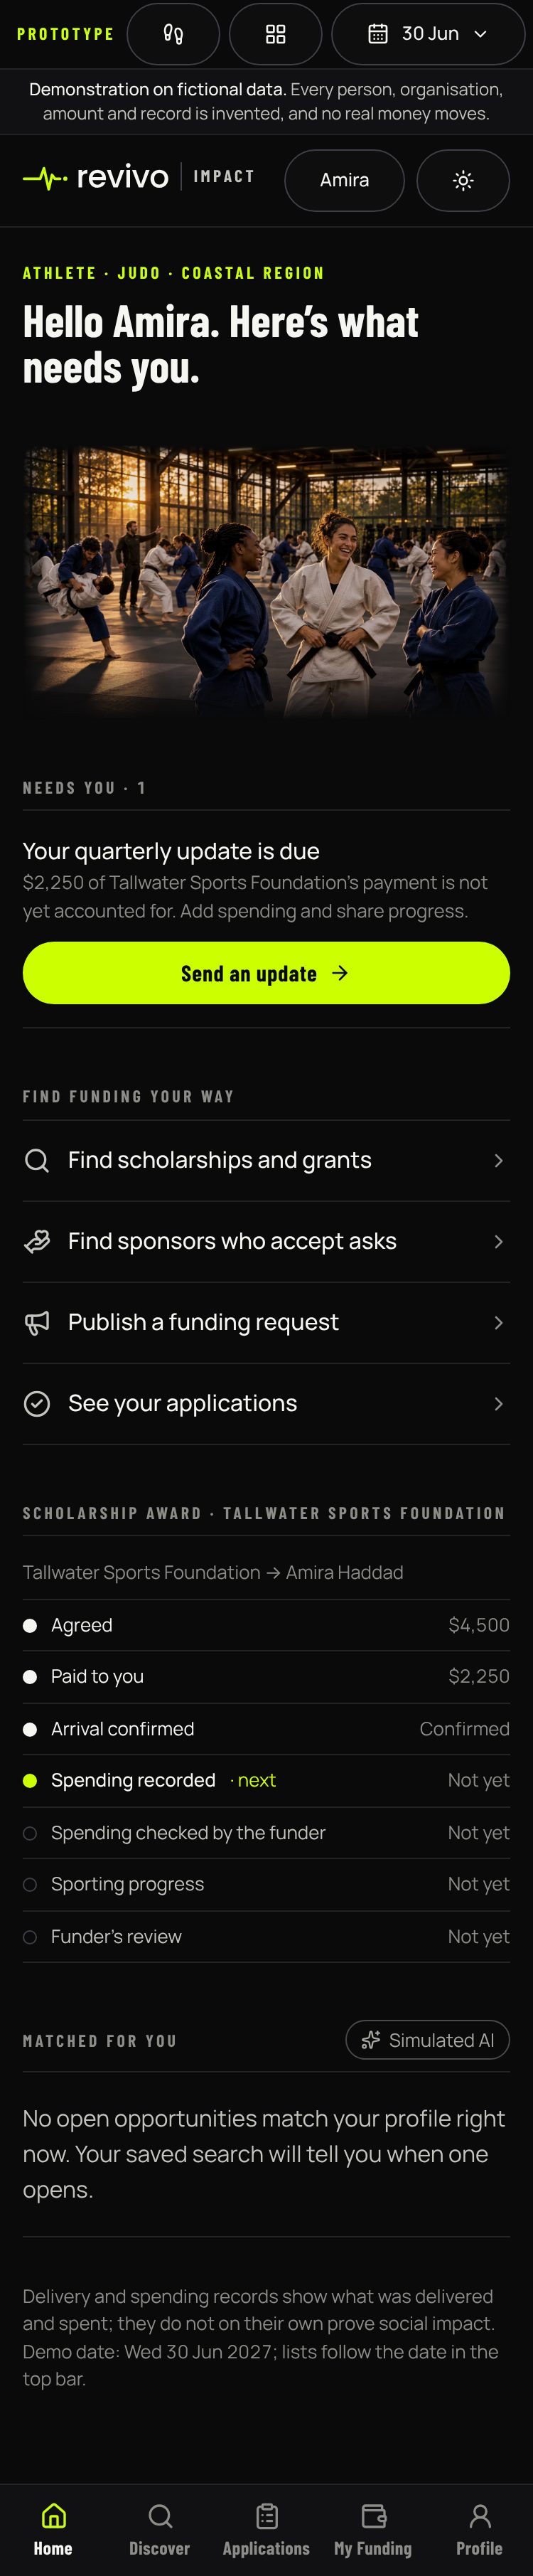 PROTOTYPE
30 Jun
Demonstration on fictional data. Every person, organisation,
amount and record is invented, and no real money moves.
revivo IMPACT
Amira
ATHLETE · JUDO · COASTAL REGION
Hello Amira. Here’s what
needs you.
NEEDS YOU · 1
Your quarterly update is due
$2,250 of Tallwater Sports Foundation’s payment is not
yet accounted for. Add spending and share progress.
Send an update →
FIND FUNDING YOUR WAY
Find scholarships and grants
Find sponsors who accept asks
Publish a funding request
See your applications
SCHOLARSHIP AWARD · TALLWATER SPORTS FOUNDATION
Tallwater Sports Foundation → Amira Haddad
Agreed $4,500
Paid to you $2,250
Arrival confirmed Confirmed
Spending recorded · next Not yet
Spending checked by the funder Not yet
Sporting progress Not yet
Funder’s review Not yet
MATCHED FOR YOU Simulated AI
No open opportunities match your profile right
now. Your saved search will tell you when one
opens.
Delivery and spending records show what was delivered
and spent; they do not on their own prove social impact.
Demo date: Wed 30 Jun 2027; lists follow the date in the
top bar.
Home Discover Applications My Funding Profile